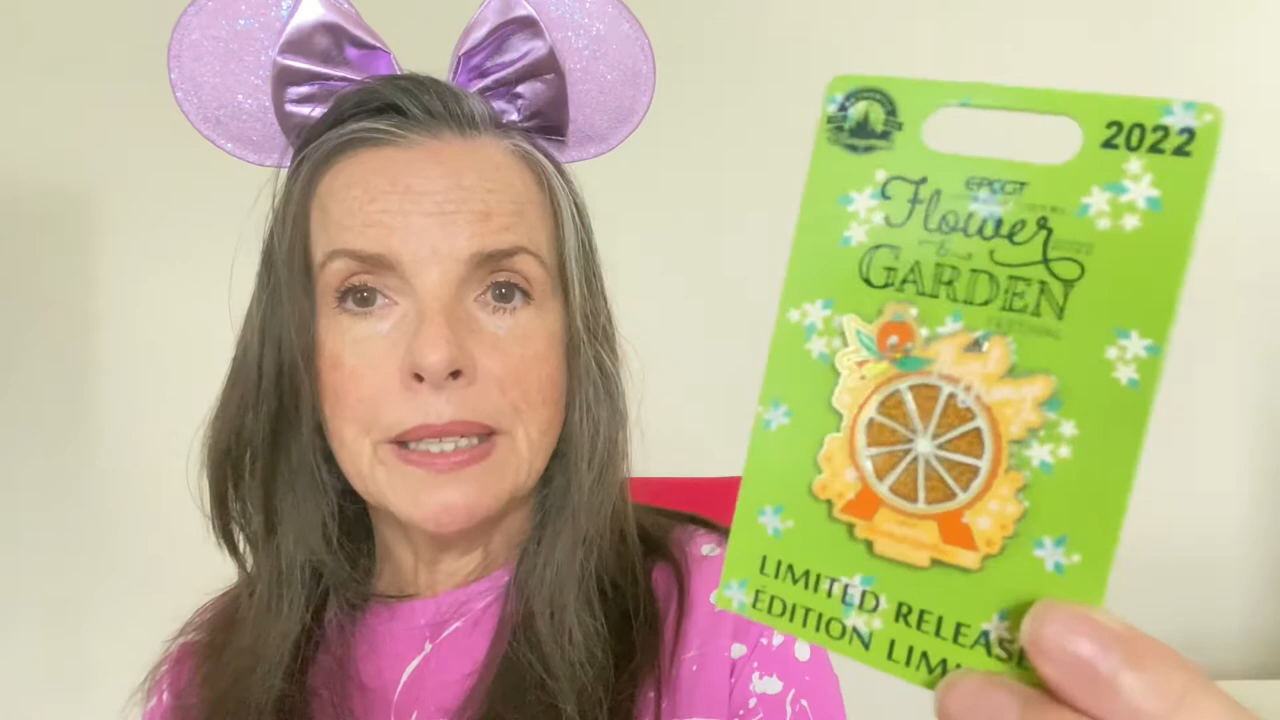 2022
EPCOT
Flower
&
GARDEN
LIMITED RELEASE
ÉDITION LIMI